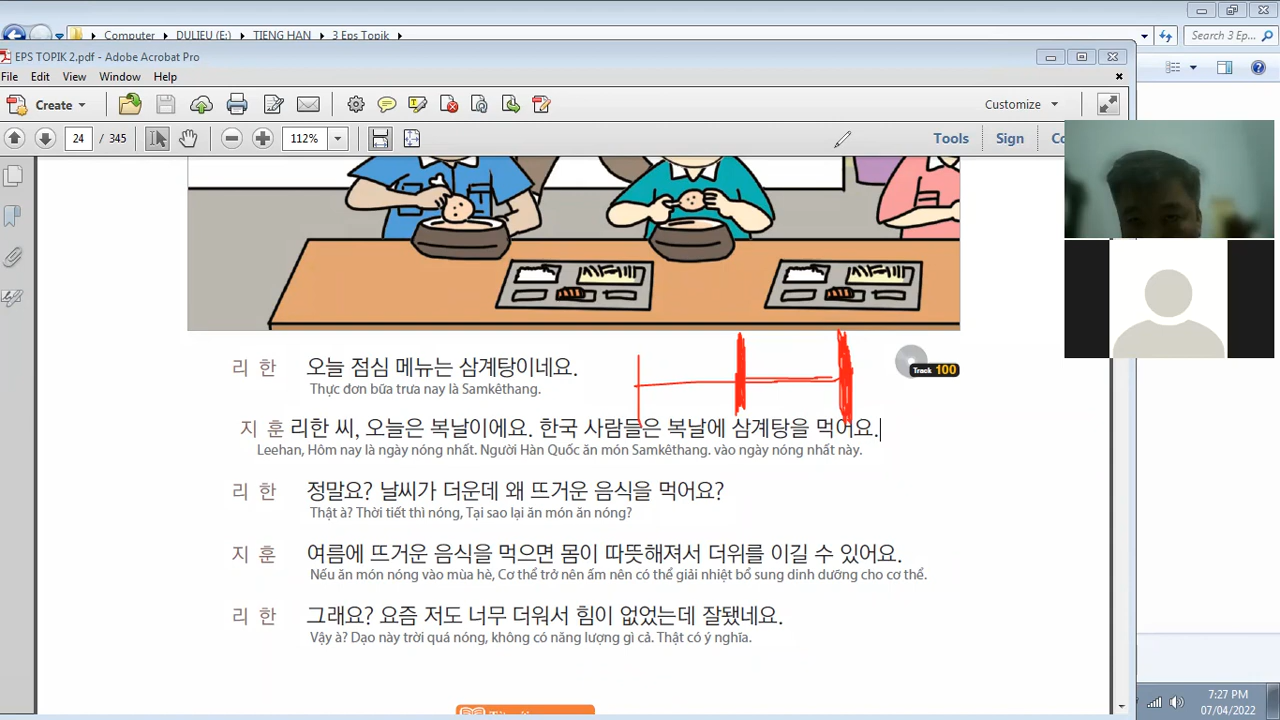 Computer DULIEU (E:) TIENG HAN 3 Eps Topik Search 3 Ep...
EPS TOPIK 2.pdf - Adobe Acrobat Pro
File Edit View Window Help
Create Customize
24 / 345 112% Tools Sign Co
리 한 오늘 점심 메뉴는 삼계탕이네요. Track 100
Thực đơn bữa trưa nay là Samkêthang.
지 훈 리한 씨, 오늘은 복날이에요. 한국 사람들은 복날에 삼계탕을 먹어요.
Leehan, Hôm nay là ngày nóng nhất. Người Hàn Quốc ăn món Samkêthang. vào ngày nóng nhất này.
리 한 정말요? 날씨가 더운데 왜 뜨거운 음식을 먹어요?
Thật à? Thời tiết thì nóng, Tại sao lại ăn món ăn nóng?
지 훈 여름에 뜨거운 음식을 먹으면 몸이 따뜻해져서 더위를 이길 수 있어요.
Nếu ăn món nóng vào mùa hè, Cơ thể trở nên ấm nên có thể giải nhiệt bổ sung dinh dưỡng cho cơ thể.
리 한 그래요? 요즘 저도 너무 더워서 힘이 없었는데 잘됐네요.
Vậy à? Dạo này trời quá nóng, không có năng lượng gì cả. Thật có ý nghĩa.
7:27 PM
07/04/2022